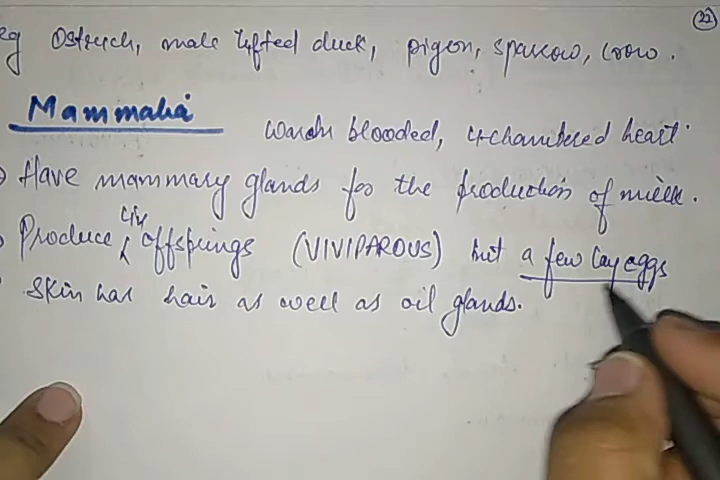 22
eg Ostrich, male tufted duck, pigeon, sparrow, crow.
Mammalia
warm blooded, 4-chambered heart
Have mammary glands for the production of milk.
Produce live offsprings (VIVIPAROUS) but a few lay eggs
Skin has hair as well as oil glands.